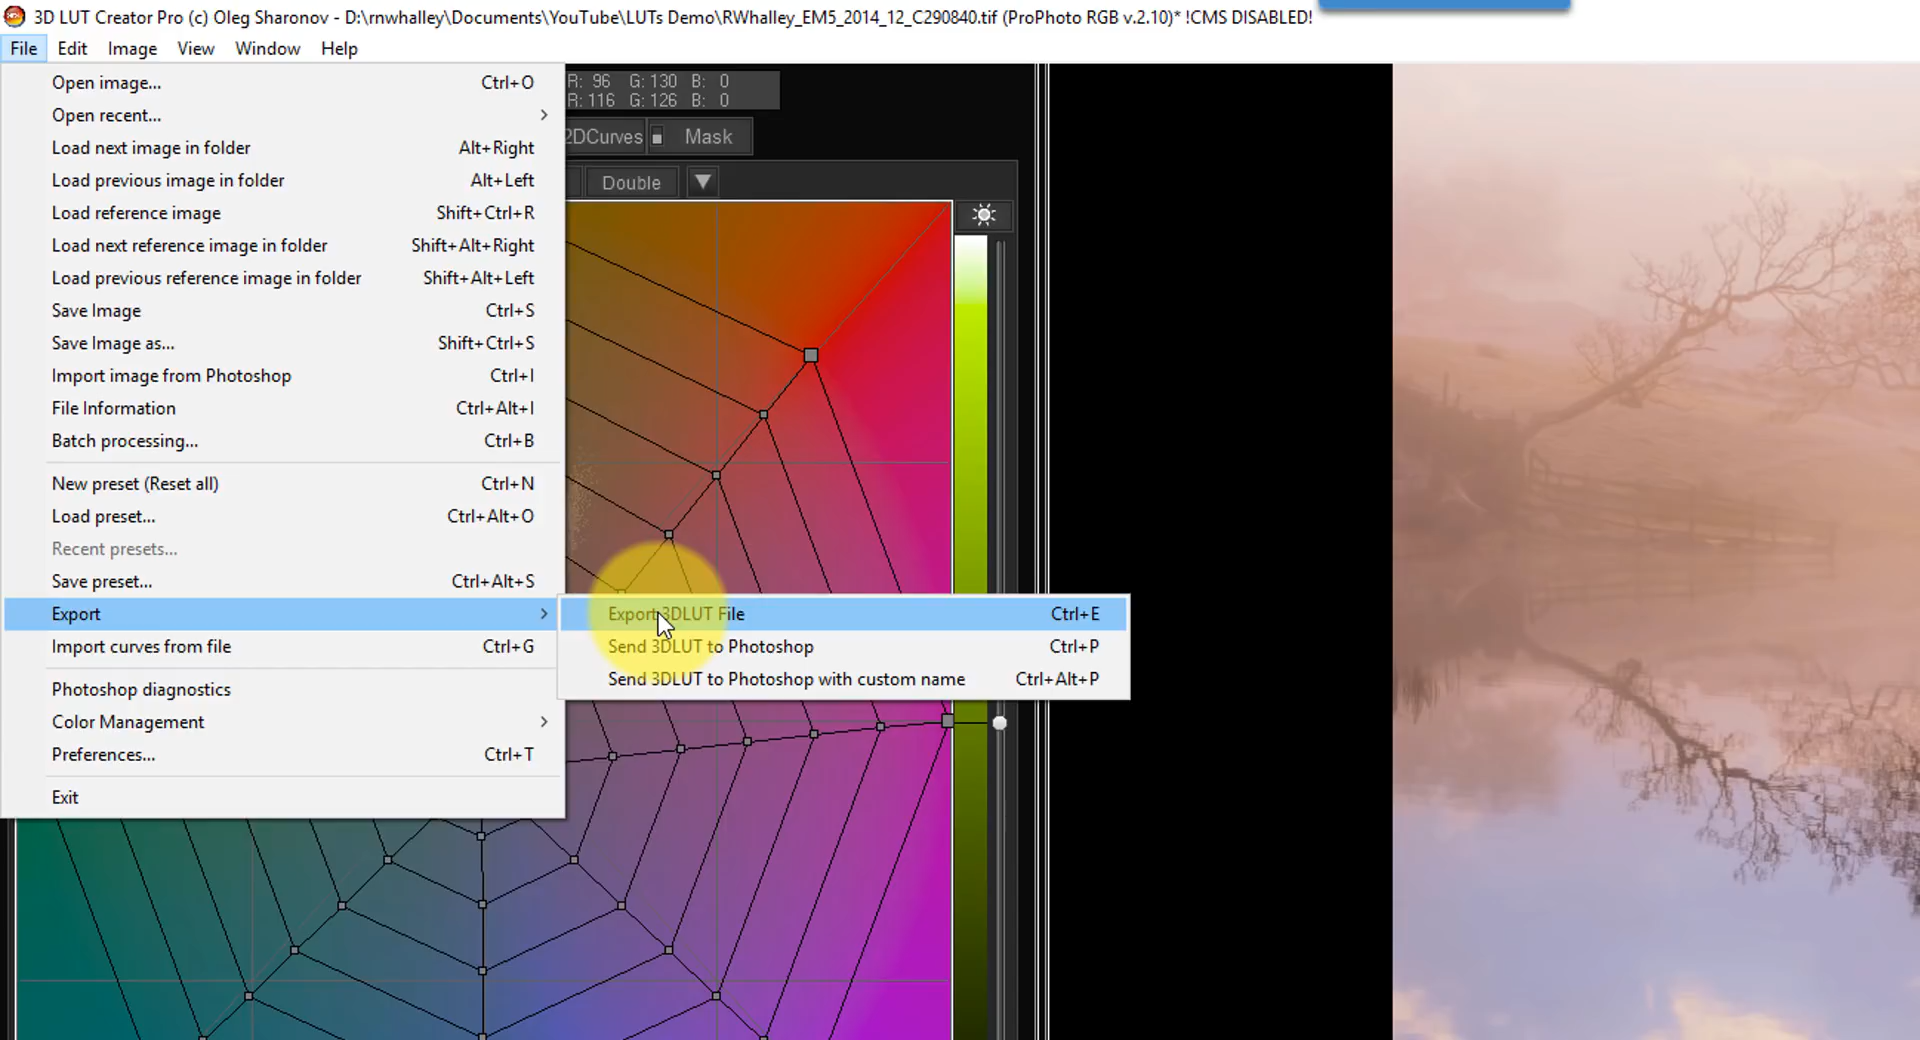 3D LUT Creator Pro (c) Oleg Sharonov - D:\rnwhalley\Documents\YouTube\LUTs Demo\RWhalley_EM5_2014_12_C290840.tif (ProPhoto RGB v.2.10)* !CMS DISABLED!
File Edit Image View Window Help
Open image... Ctrl+O
Open recent...
Load next image in folder Alt+Right
Load previous image in folder Alt+Left
Load reference image Shift+Ctrl+R
Load next reference image in folder Shift+Alt+Right
Load previous reference image in folder Shift+Alt+Left
Save Image Ctrl+S
Save Image as... Shift+Ctrl+S
Import image from Photoshop Ctrl+I
File Information Ctrl+Alt+I
Batch processing... Ctrl+B
New preset (Reset all) Ctrl+N
Load preset... Ctrl+Alt+O
Recent presets...
Save preset... Ctrl+Alt+S
Export
Import curves from file Ctrl+G
Photoshop diagnostics
Color Management
Preferences... Ctrl+T
Exit
R: 96 G: 130 B: 0
R: 116 G: 126 B: 0
2DCurves Mask
Double
Export 3DLUT File Ctrl+E
Send 3DLUT to Photoshop Ctrl+P
Send 3DLUT to Photoshop with custom name Ctrl+Alt+P